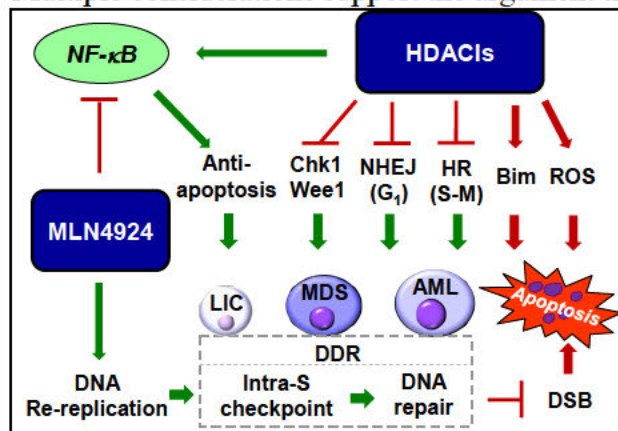 NF-κB
HDACIs
Anti-
apoptosis
Chk1
Wee1
NHEJ
(G1)
HR
(S-M)
Bim
ROS
MLN4924
LIC
MDS
AML
Apoptosis
DDR
DNA
Re-replication
Intra-S
checkpoint
DNA
repair
DSB